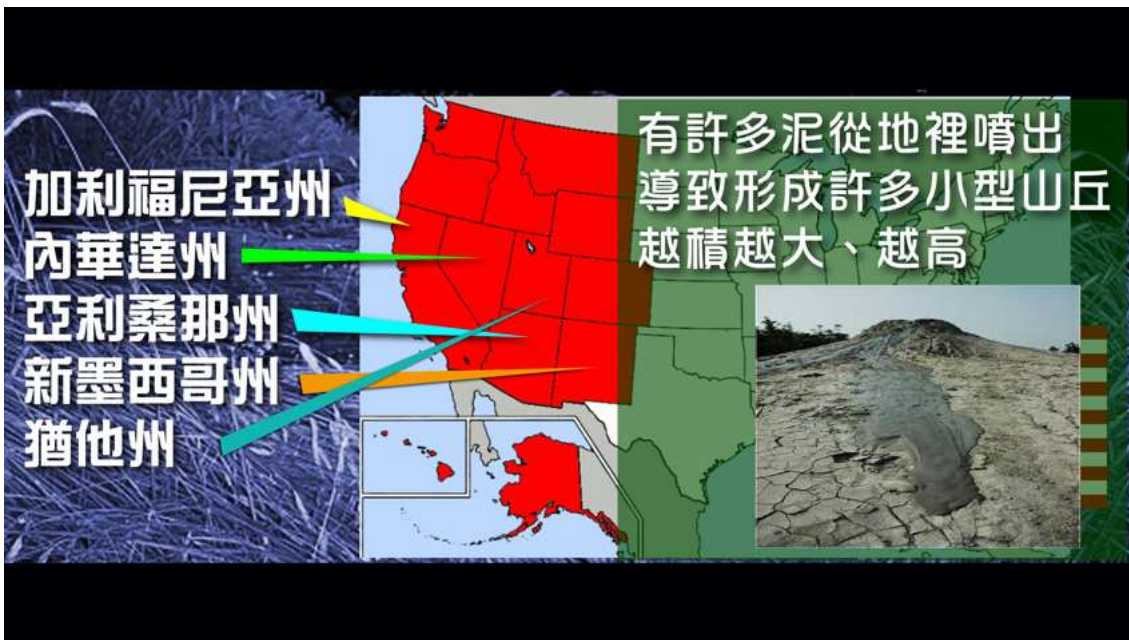 加利福尼亞州
內華達州
亞利桑那州
新墨西哥州
猶他州
有許多泥從地裡噴出
導致形成許多小型山丘
越積越大、越高